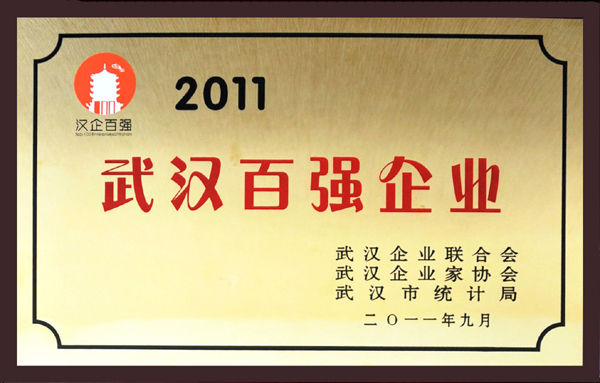 2011
汉企百强
武汉百强企业
武汉企业联合会
武汉企业家协会
武汉市统计局
二〇一一年九月